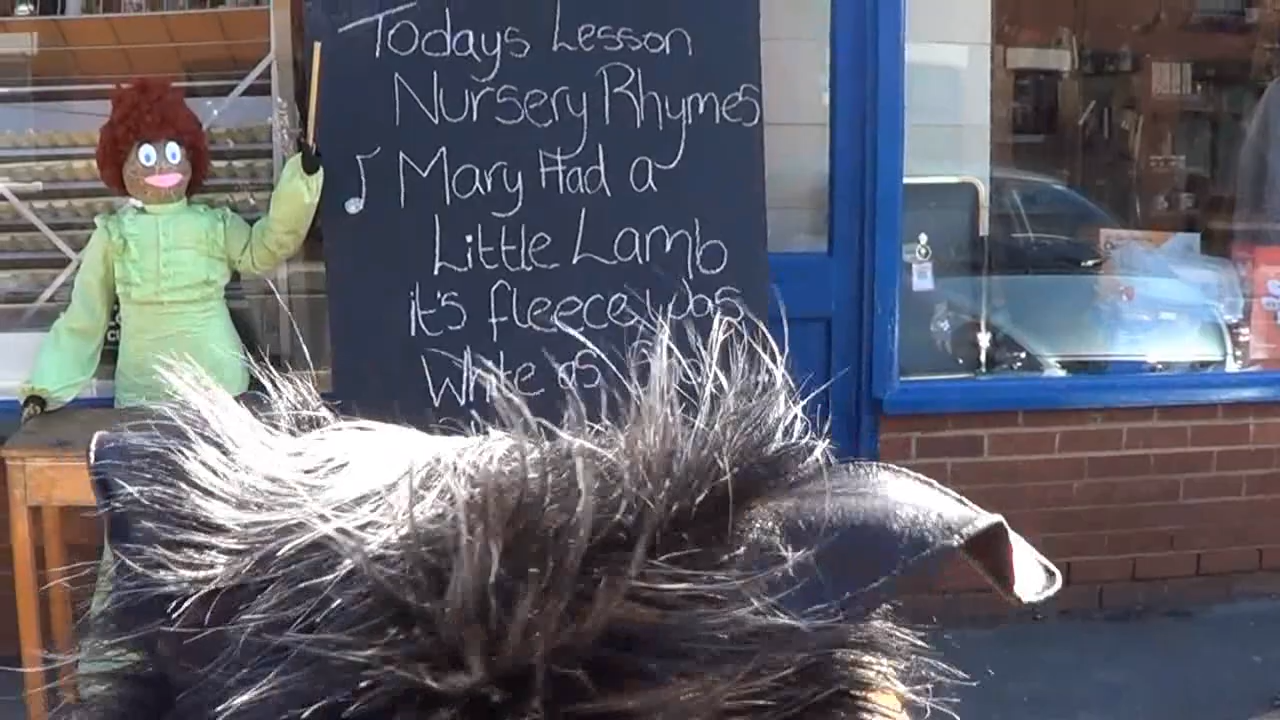 Todays Lesson
Nursery Rhymes
Mary Had a
Little Lamb
it's fleece was
White as